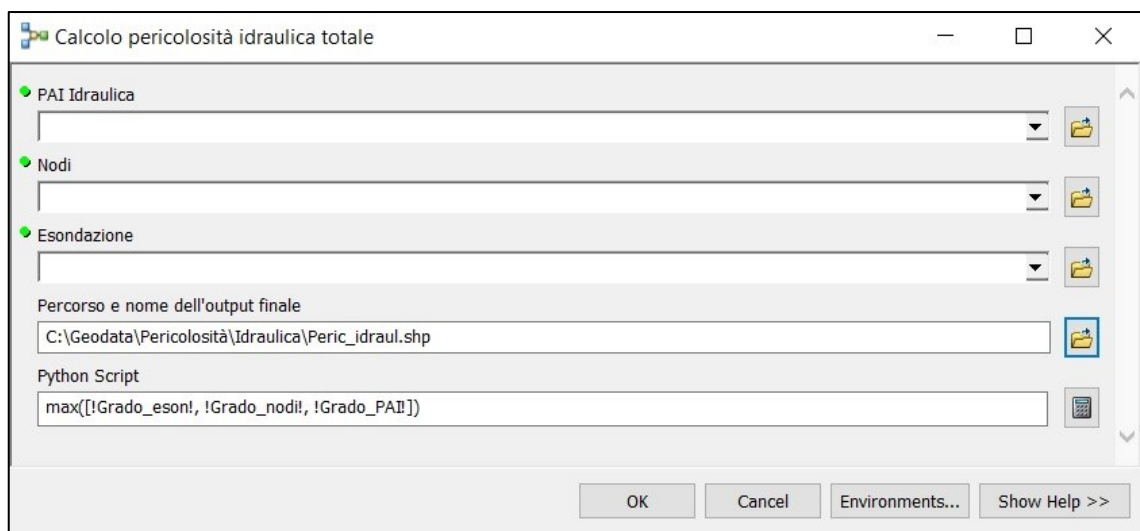 Calcolo pericolosità idraulica totale
PAI Idraulica
Nodi
Esondazione
Percorso e nome dell'output finale
C:\Geodata\Pericolosità\Idraulica\Peric_idraul.shp
Python Script
max([!Grado_eson!, !Grado_nodi!, !Grado_PAI!])
OK Cancel Environments... Show Help >>